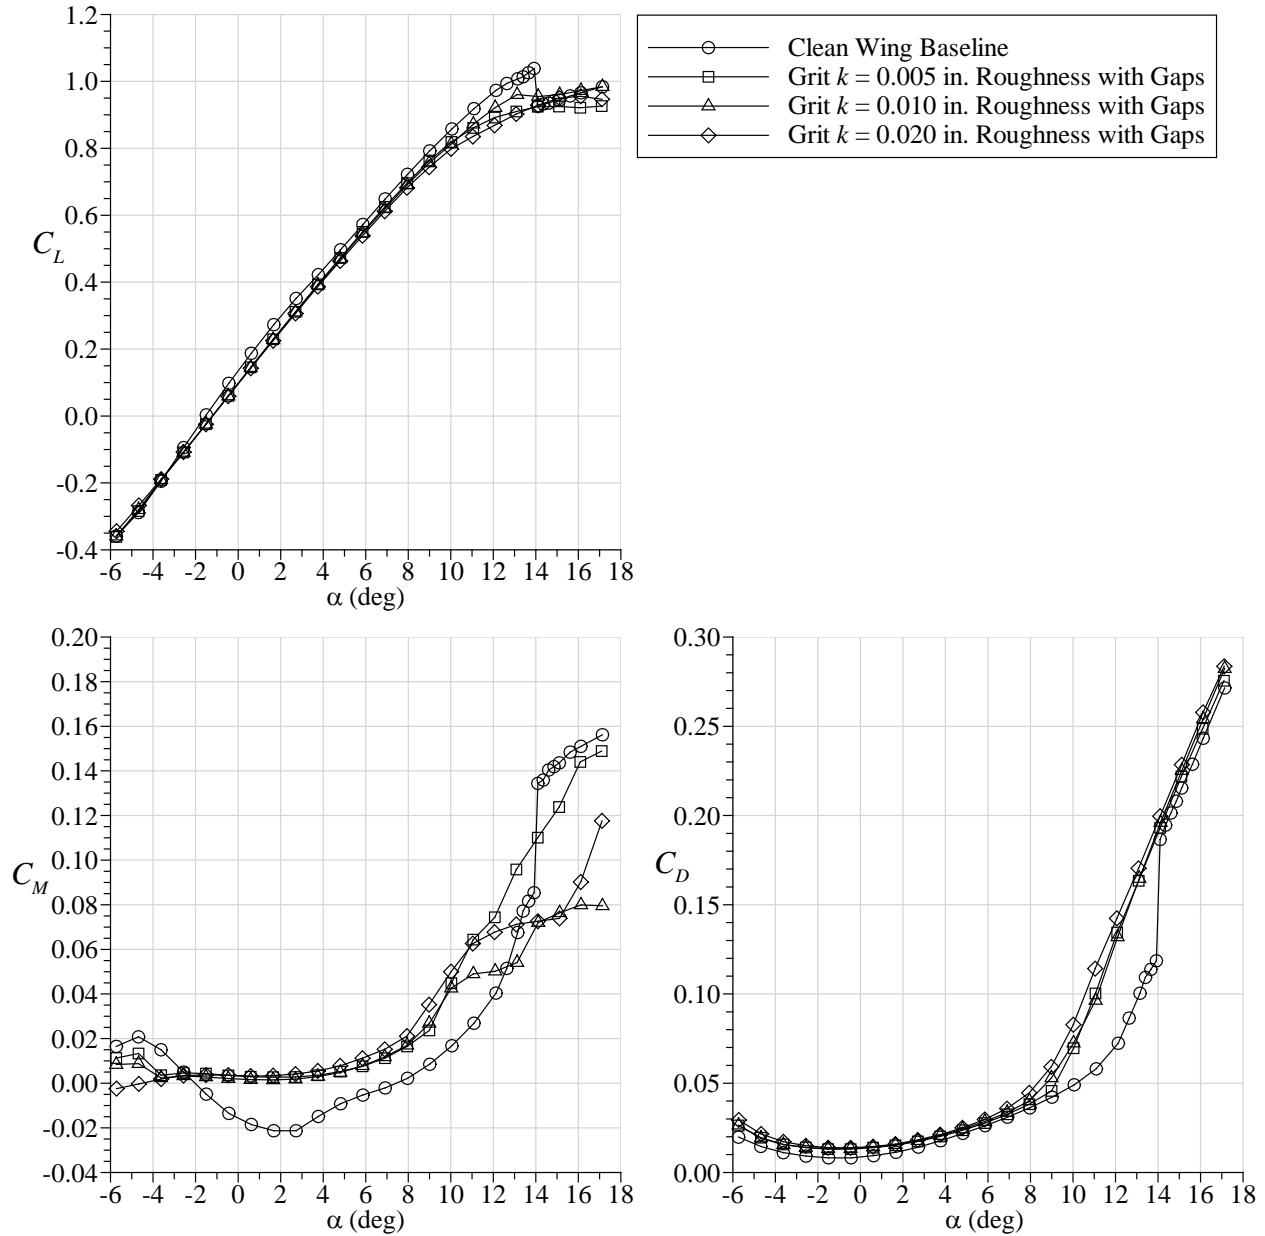 1.2
1.0
0.8
0.6
0.4
0.2
0.0
-0.2
-0.4
C_L
-6 -4 -2 0 2 4 6 8 10 12 14 16 18
α (deg)
Clean Wing Baseline
Grit k = 0.005 in. Roughness with Gaps
Grit k = 0.010 in. Roughness with Gaps
Grit k = 0.020 in. Roughness with Gaps
0.20
0.18
0.16
0.14
0.12
0.10
0.08
0.06
0.04
0.02
0.00
-0.02
-0.04
C_M
-6 -4 -2 0 2 4 6 8 10 12 14 16 18
α (deg)
0.30
0.25
0.20
0.15
0.10
0.05
0.00
C_D
-6 -4 -2 0 2 4 6 8 10 12 14 16 18
α (deg)